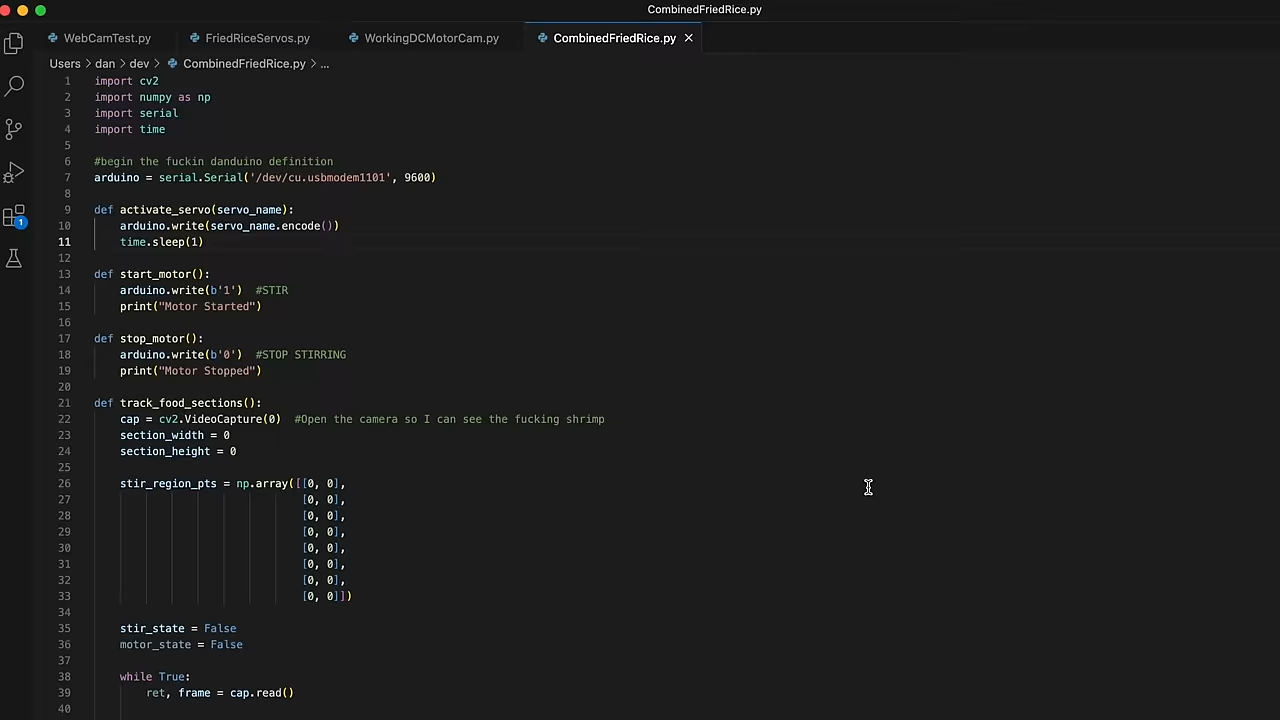 CombinedFriedRice.py
WebCamTest.py FriedRiceServos.py WorkingDCMotorCam.py CombinedFriedRice.py ×
Users > dan > dev > CombinedFriedRice.py > ...
1 import cv2
2 import numpy as np
3 import serial
4 import time
5
6 #begin the fuckin danduino definition
7 arduino = serial.Serial('/dev/cu.usbmodem1101', 9600)
8
9 def activate_servo(servo_name):
10 arduino.write(servo_name.encode())
11 time.sleep(1)
12
13 def start_motor():
14 arduino.write(b'1')  #STIR
15 print("Motor Started")
16
17 def stop_motor():
18 arduino.write(b'0')  #STOP STIRRING
19 print("Motor Stopped")
20
21 def track_food_sections():
22 cap = cv2.VideoCapture(0)  #Open the camera so I can see the fucking shrimp
23 section_width = 0
24 section_height = 0
25
26 stir_region_pts = np.array([[0, 0],
27 [0, 0],
28 [0, 0],
29 [0, 0],
30 [0, 0],
31 [0, 0],
32 [0, 0],
33 [0, 0]])
34
35 stir_state = False
36 motor_state = False
37
38 while True:
39 ret, frame = cap.read()
40
1